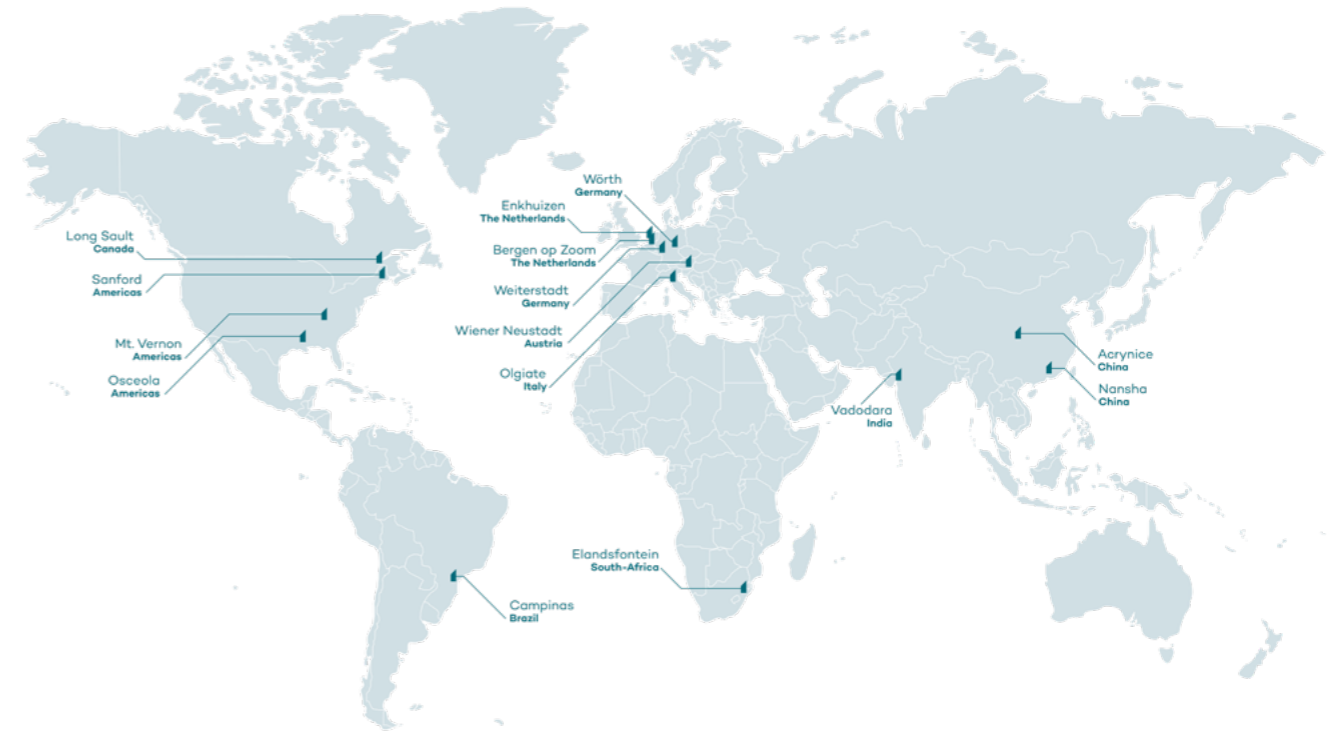 Wörth
Germany
Enkhuizen
The Netherlands
Long Sault
Canada
Bergen op Zoom
The Netherlands
Sanford
Americas
Weiterstadt
Germany
Wiener Neustadt
Austria
Mt. Vernon
Americas
Acrynice
China
Olgiate
Italy
Osceola
Americas
Nansha
China
Vadodara
India
Elandsfontein
South-Africa
Campinas
Brazil